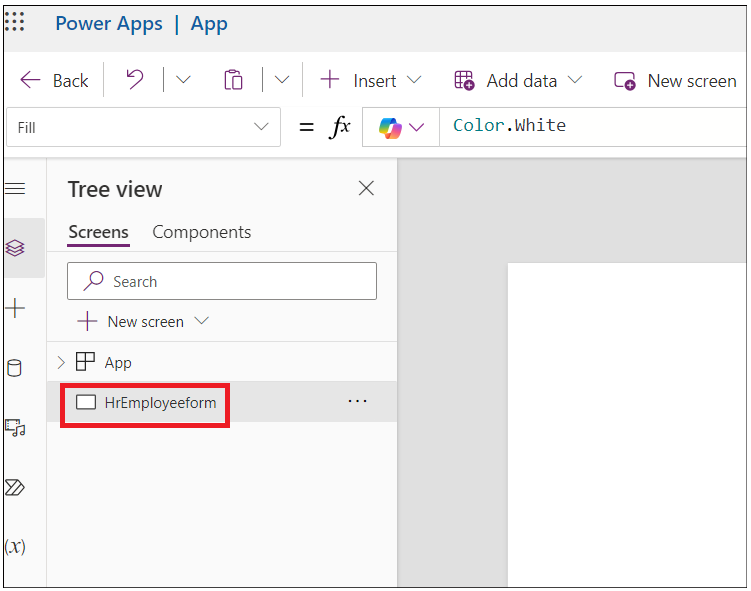 Power Apps | App
Back Insert Add data New screen
Fill = fx Color.White
Tree view
Screens Components
Search
New screen
App
HrEmployeeform ...
(x)